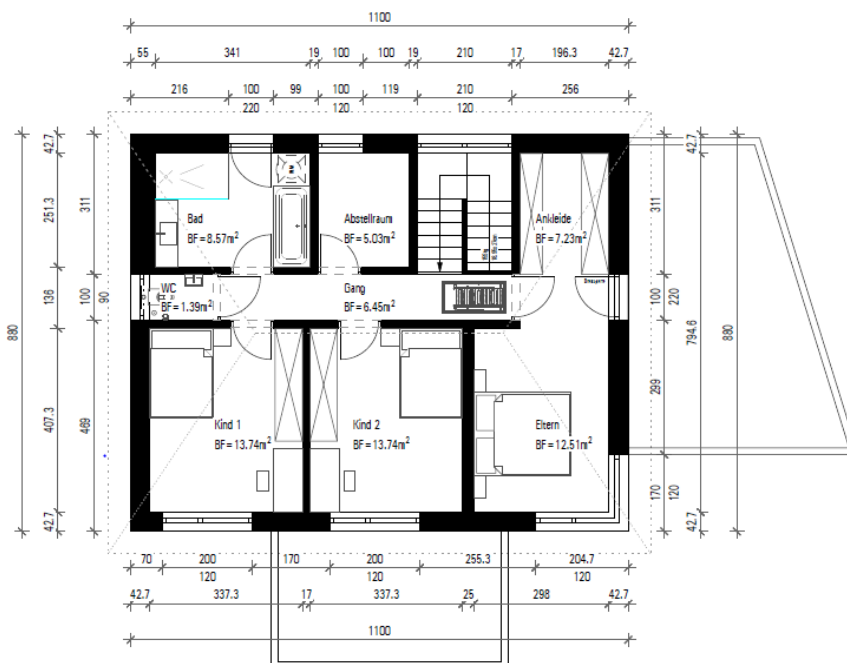 1100
55 341 19 100 100 19 210 17 196.3 42.7
216 100 99 100 119 210 256
220 120 120
42.7 42.7
251.3 311 311
Bad Abstellraum Ankleide
BF = 8.57m² BF = 5.03m² BF = 7.23m²
WC Gang
BF = 1.39m² BF = 6.45m²
136 100 90 100 220
880 794.6 880
407.3 469 299
Kind 1 Kind 2 Eltern
BF = 13.74m² BF = 13.74m² BF = 12.51m²
170 120
42.7 42.7
70 200 170 200 255.3 204.7
120 120 120
42.7 337.3 17 337.3 25 298 42.7
1100